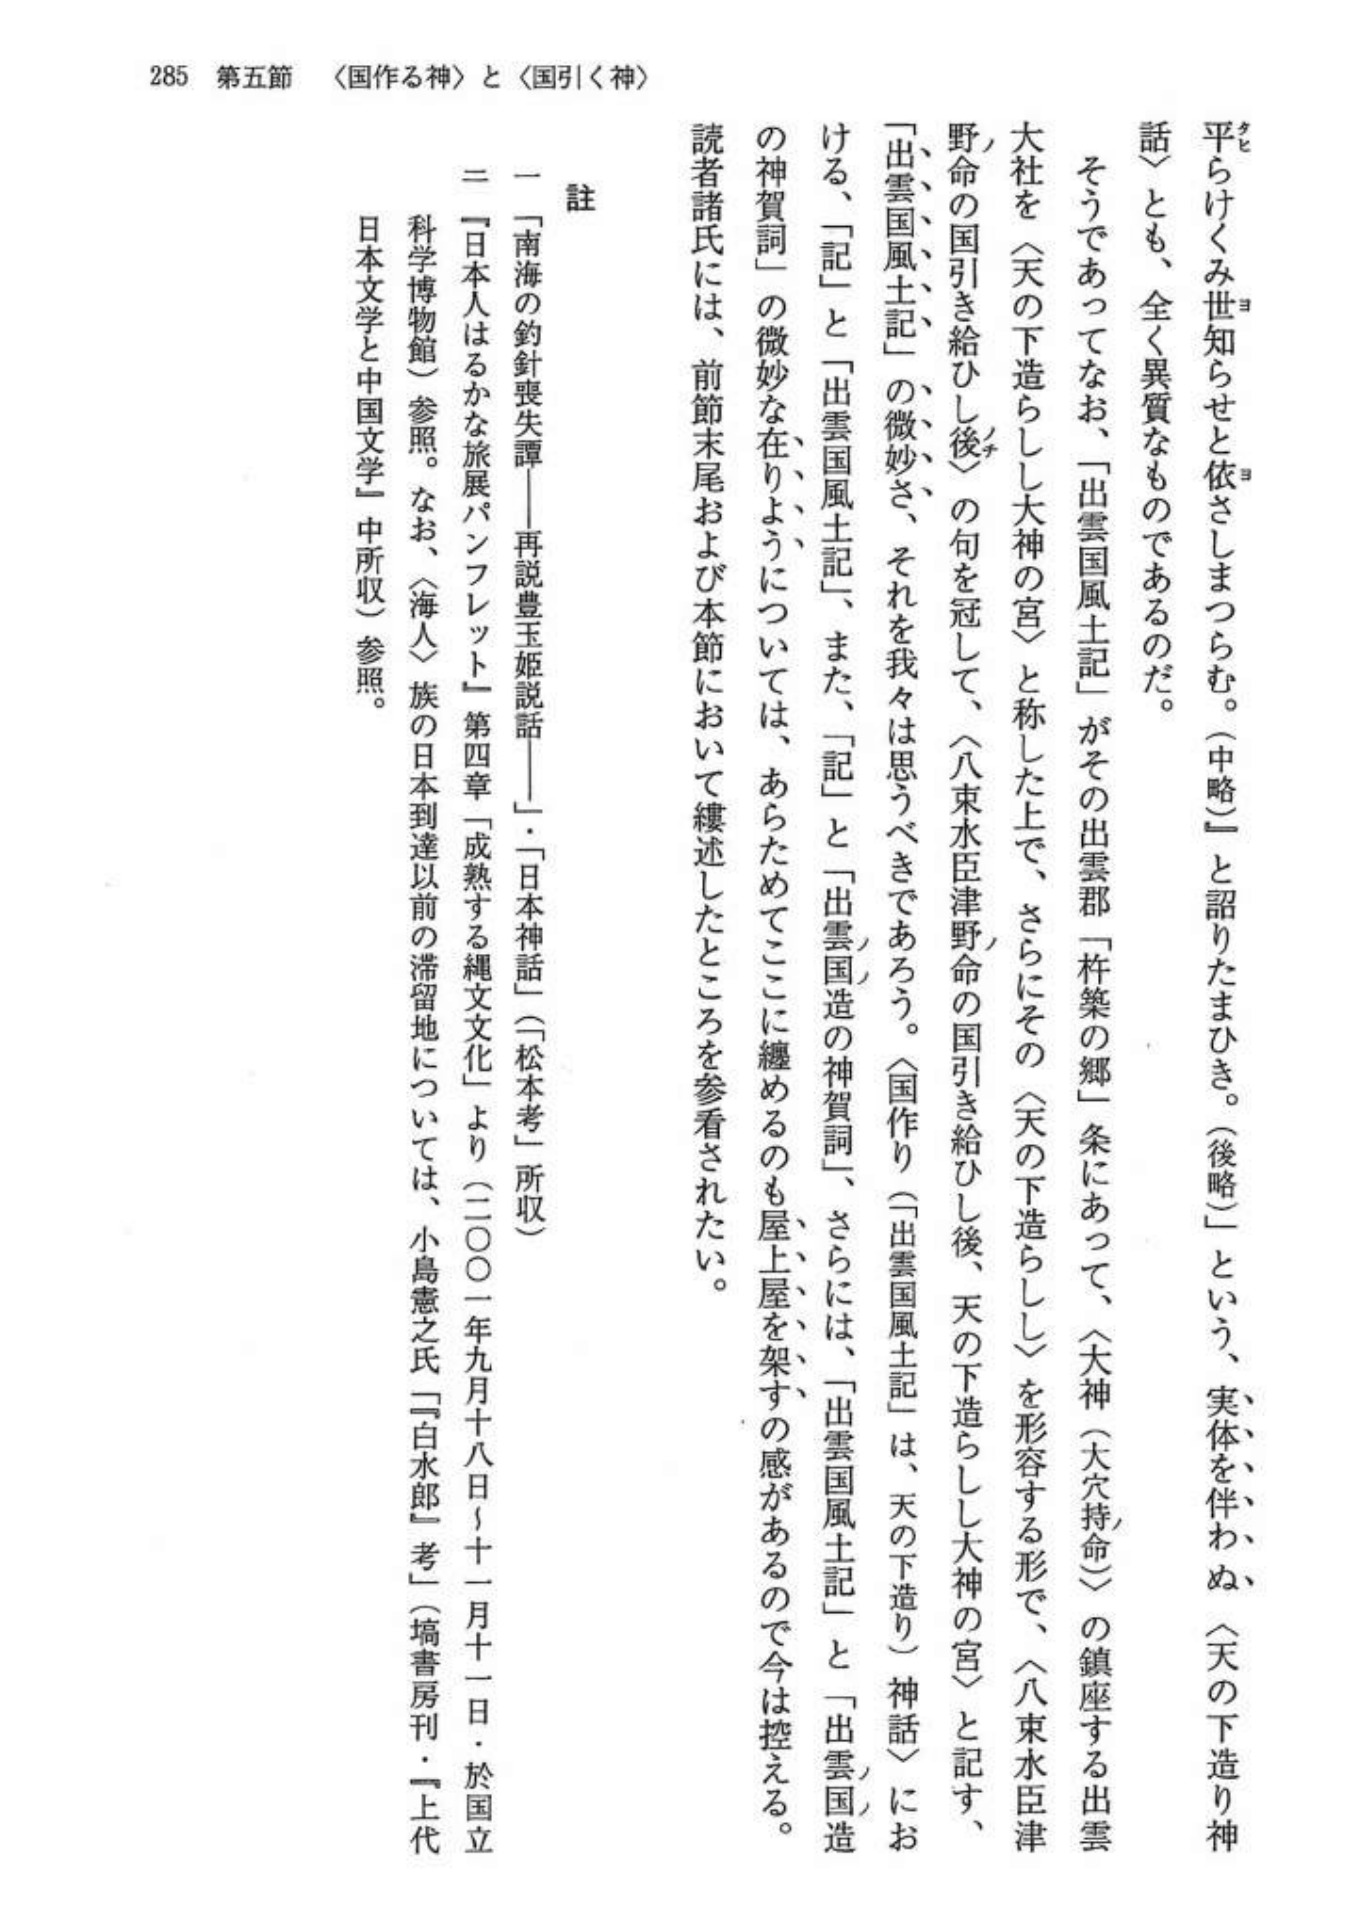 285 第五節 〈国作る神〉と〈国引く神〉
平らけくみ世知らせと依さしまつらむ。（中略）』と詔りたまひき。（後略）」という、実体を伴わぬ〈天の下造り神
話〉とも、全く異質なものであるのだ。
そうであってなお、「出雲国風土記」がその出雲郡「杵築の郷」条にあって、〈大神（大穴持命）〉の鎮座する出雲
大社を〈天の下造らしし大神の宮〉と称した上で、さらにその〈天の下造らしし〉を形容する形で、〈八束水臣津
野命の国引き給ひし後〉の句を冠して、〈八束水臣津野命の国引き給ひし後、天の下造らしし大神の宮〉と記す、
「出雲国風土記」の微妙さ、それを我々は思うべきであろう。〈国作り（「出雲国風土記」は、天の下造り）神話〉にお
ける、「記」と「出雲国風土記」、また、「記」と「出雲国造の神賀詞」、さらには、「出雲国風土記」と「出雲国造
の神賀詞」の微妙な在りようについては、あらためてここに纏めるのも屋上屋を架すの感があるので今は控える。
読者諸氏には、前節末尾および本節において縷述したところを参看されたい。
註
一 「南海の釣針喪失譚――再説豊玉姫説話――」・「日本神話」（「松本考」所収）
二 『日本人はるかな旅展パンフレット』第四章「成熟する縄文文化」より（二〇〇一年九月十八日～十一月十一日・於国立
科学博物館）参照。なお、〈海人〉族の日本到達以前の滞留地については、小島憲之氏「『白水郎』考」（塙書房刊・『上代
日本文学と中国文学』中所収）参照。